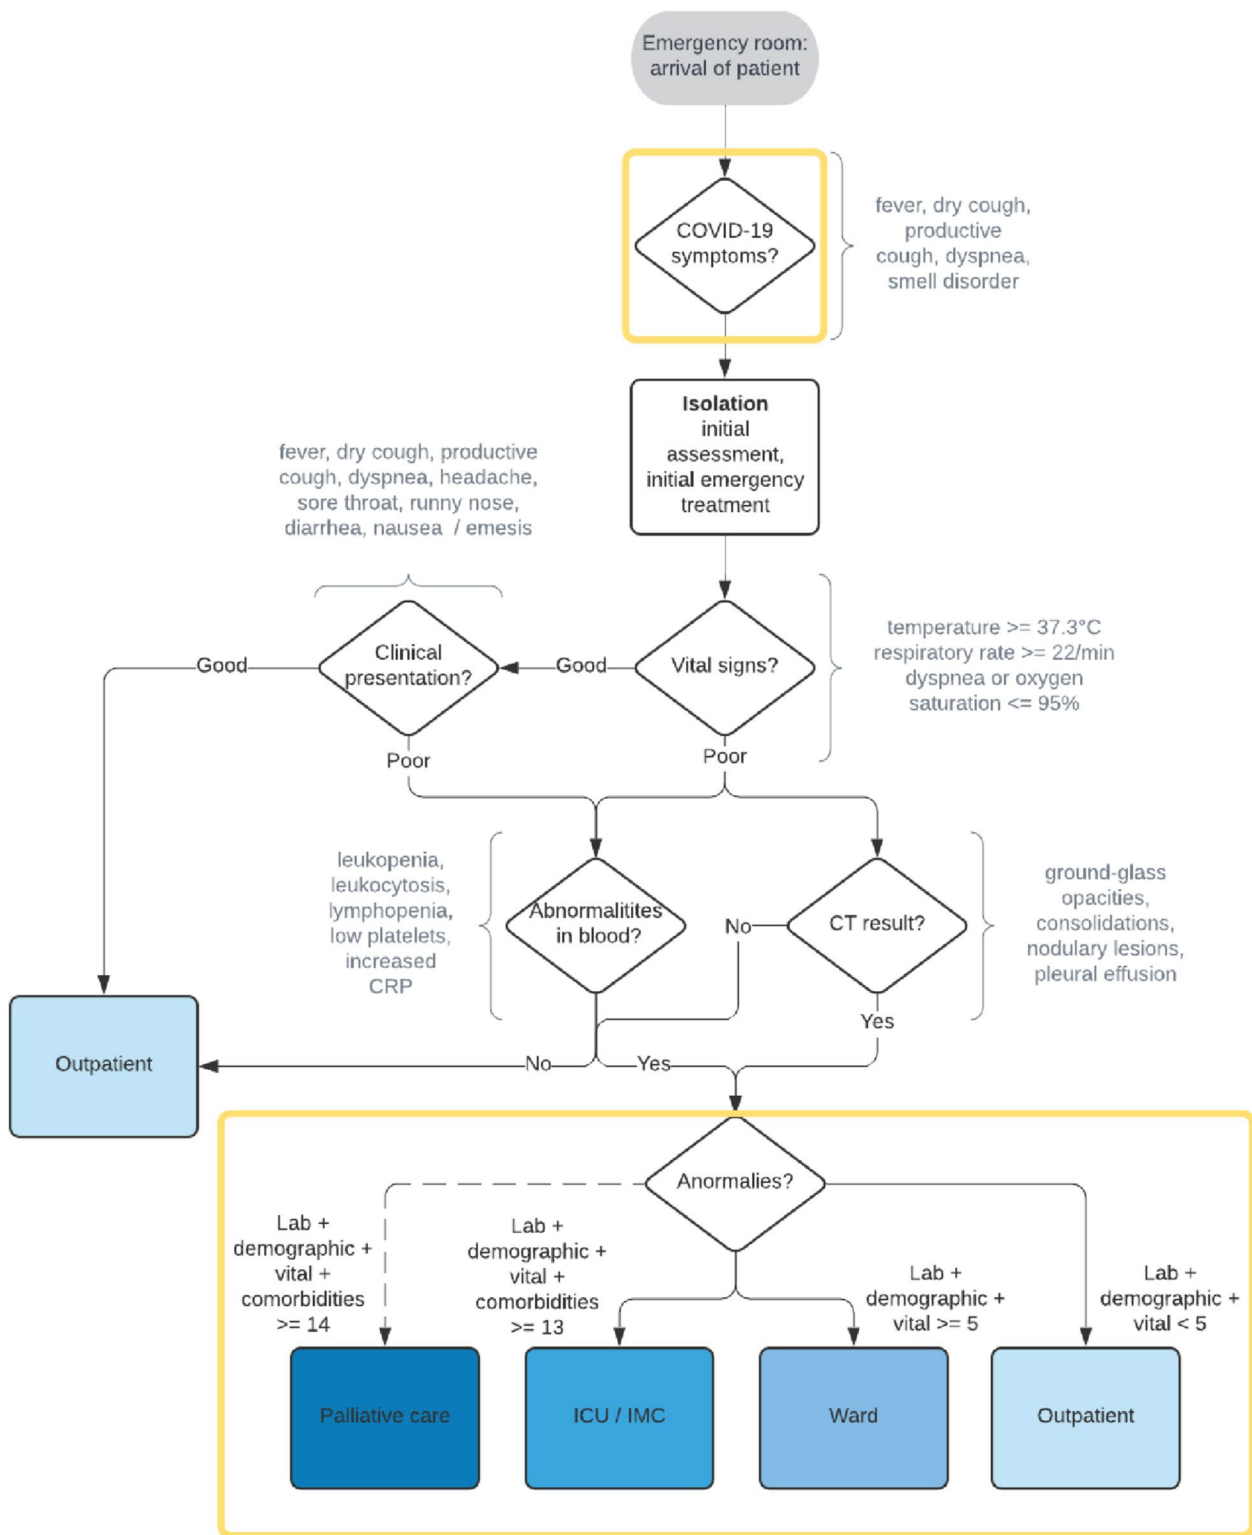 Emergency room:
arrival of patient
COVID-19
symptoms?
fever, dry cough,
productive
cough, dyspnea,
smell disorder
Isolation
initial
assessment,
initial emergency
treatment
fever, dry cough, productive
cough, dyspnea, headache,
sore throat, runny nose,
diarrhea, nausea / emesis
Good
Clinical
presentation?
Good
Vital signs?
temperature >= 37.3°C
respiratory rate >= 22/min
dyspnea or oxygen
saturation <= 95%
Poor
Poor
leukopenia,
leukocytosis,
lymphopenia,
low platelets,
increased
CRP
Abnormalitites
in blood?
No
CT result?
ground-glass
opacities,
consolidations,
nodulary lesions,
pleural effusion
Yes
Outpatient
No
Yes
Anormalies?
Lab +
demographic +
vital +
comorbidities
>= 14
Lab +
demographic +
vital +
comorbidities
>= 13
Lab +
demographic +
vital >= 5
Lab +
demographic +
vital < 5
Palliative care
ICU / IMC
Ward
Outpatient